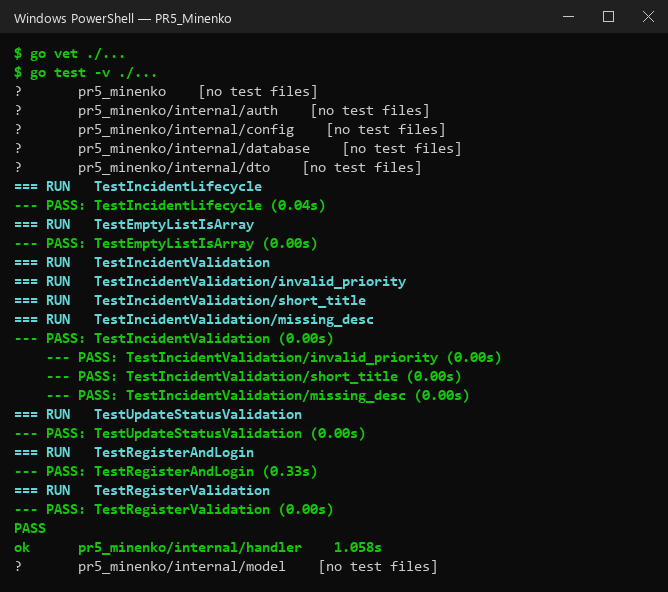 Windows PowerShell — PR5_Minenko
$ go vet ./...
$ go test -v ./...
?       pr5_minenko    [no test files]
?       pr5_minenko/internal/auth    [no test files]
?       pr5_minenko/internal/config    [no test files]
?       pr5_minenko/internal/database    [no test files]
?       pr5_minenko/internal/dto    [no test files]
=== RUN   TestIncidentLifecycle
--- PASS: TestIncidentLifecycle (0.04s)
=== RUN   TestEmptyListIsArray
--- PASS: TestEmptyListIsArray (0.00s)
=== RUN   TestIncidentValidation
=== RUN   TestIncidentValidation/invalid_priority
=== RUN   TestIncidentValidation/short_title
=== RUN   TestIncidentValidation/missing_desc
--- PASS: TestIncidentValidation (0.00s)
    --- PASS: TestIncidentValidation/invalid_priority (0.00s)
    --- PASS: TestIncidentValidation/short_title (0.00s)
    --- PASS: TestIncidentValidation/missing_desc (0.00s)
=== RUN   TestUpdateStatusValidation
--- PASS: TestUpdateStatusValidation (0.00s)
=== RUN   TestRegisterAndLogin
--- PASS: TestRegisterAndLogin (0.33s)
=== RUN   TestRegisterValidation
--- PASS: TestRegisterValidation (0.00s)
PASS
ok      pr5_minenko/internal/handler    1.058s
?       pr5_minenko/internal/model    [no test files]